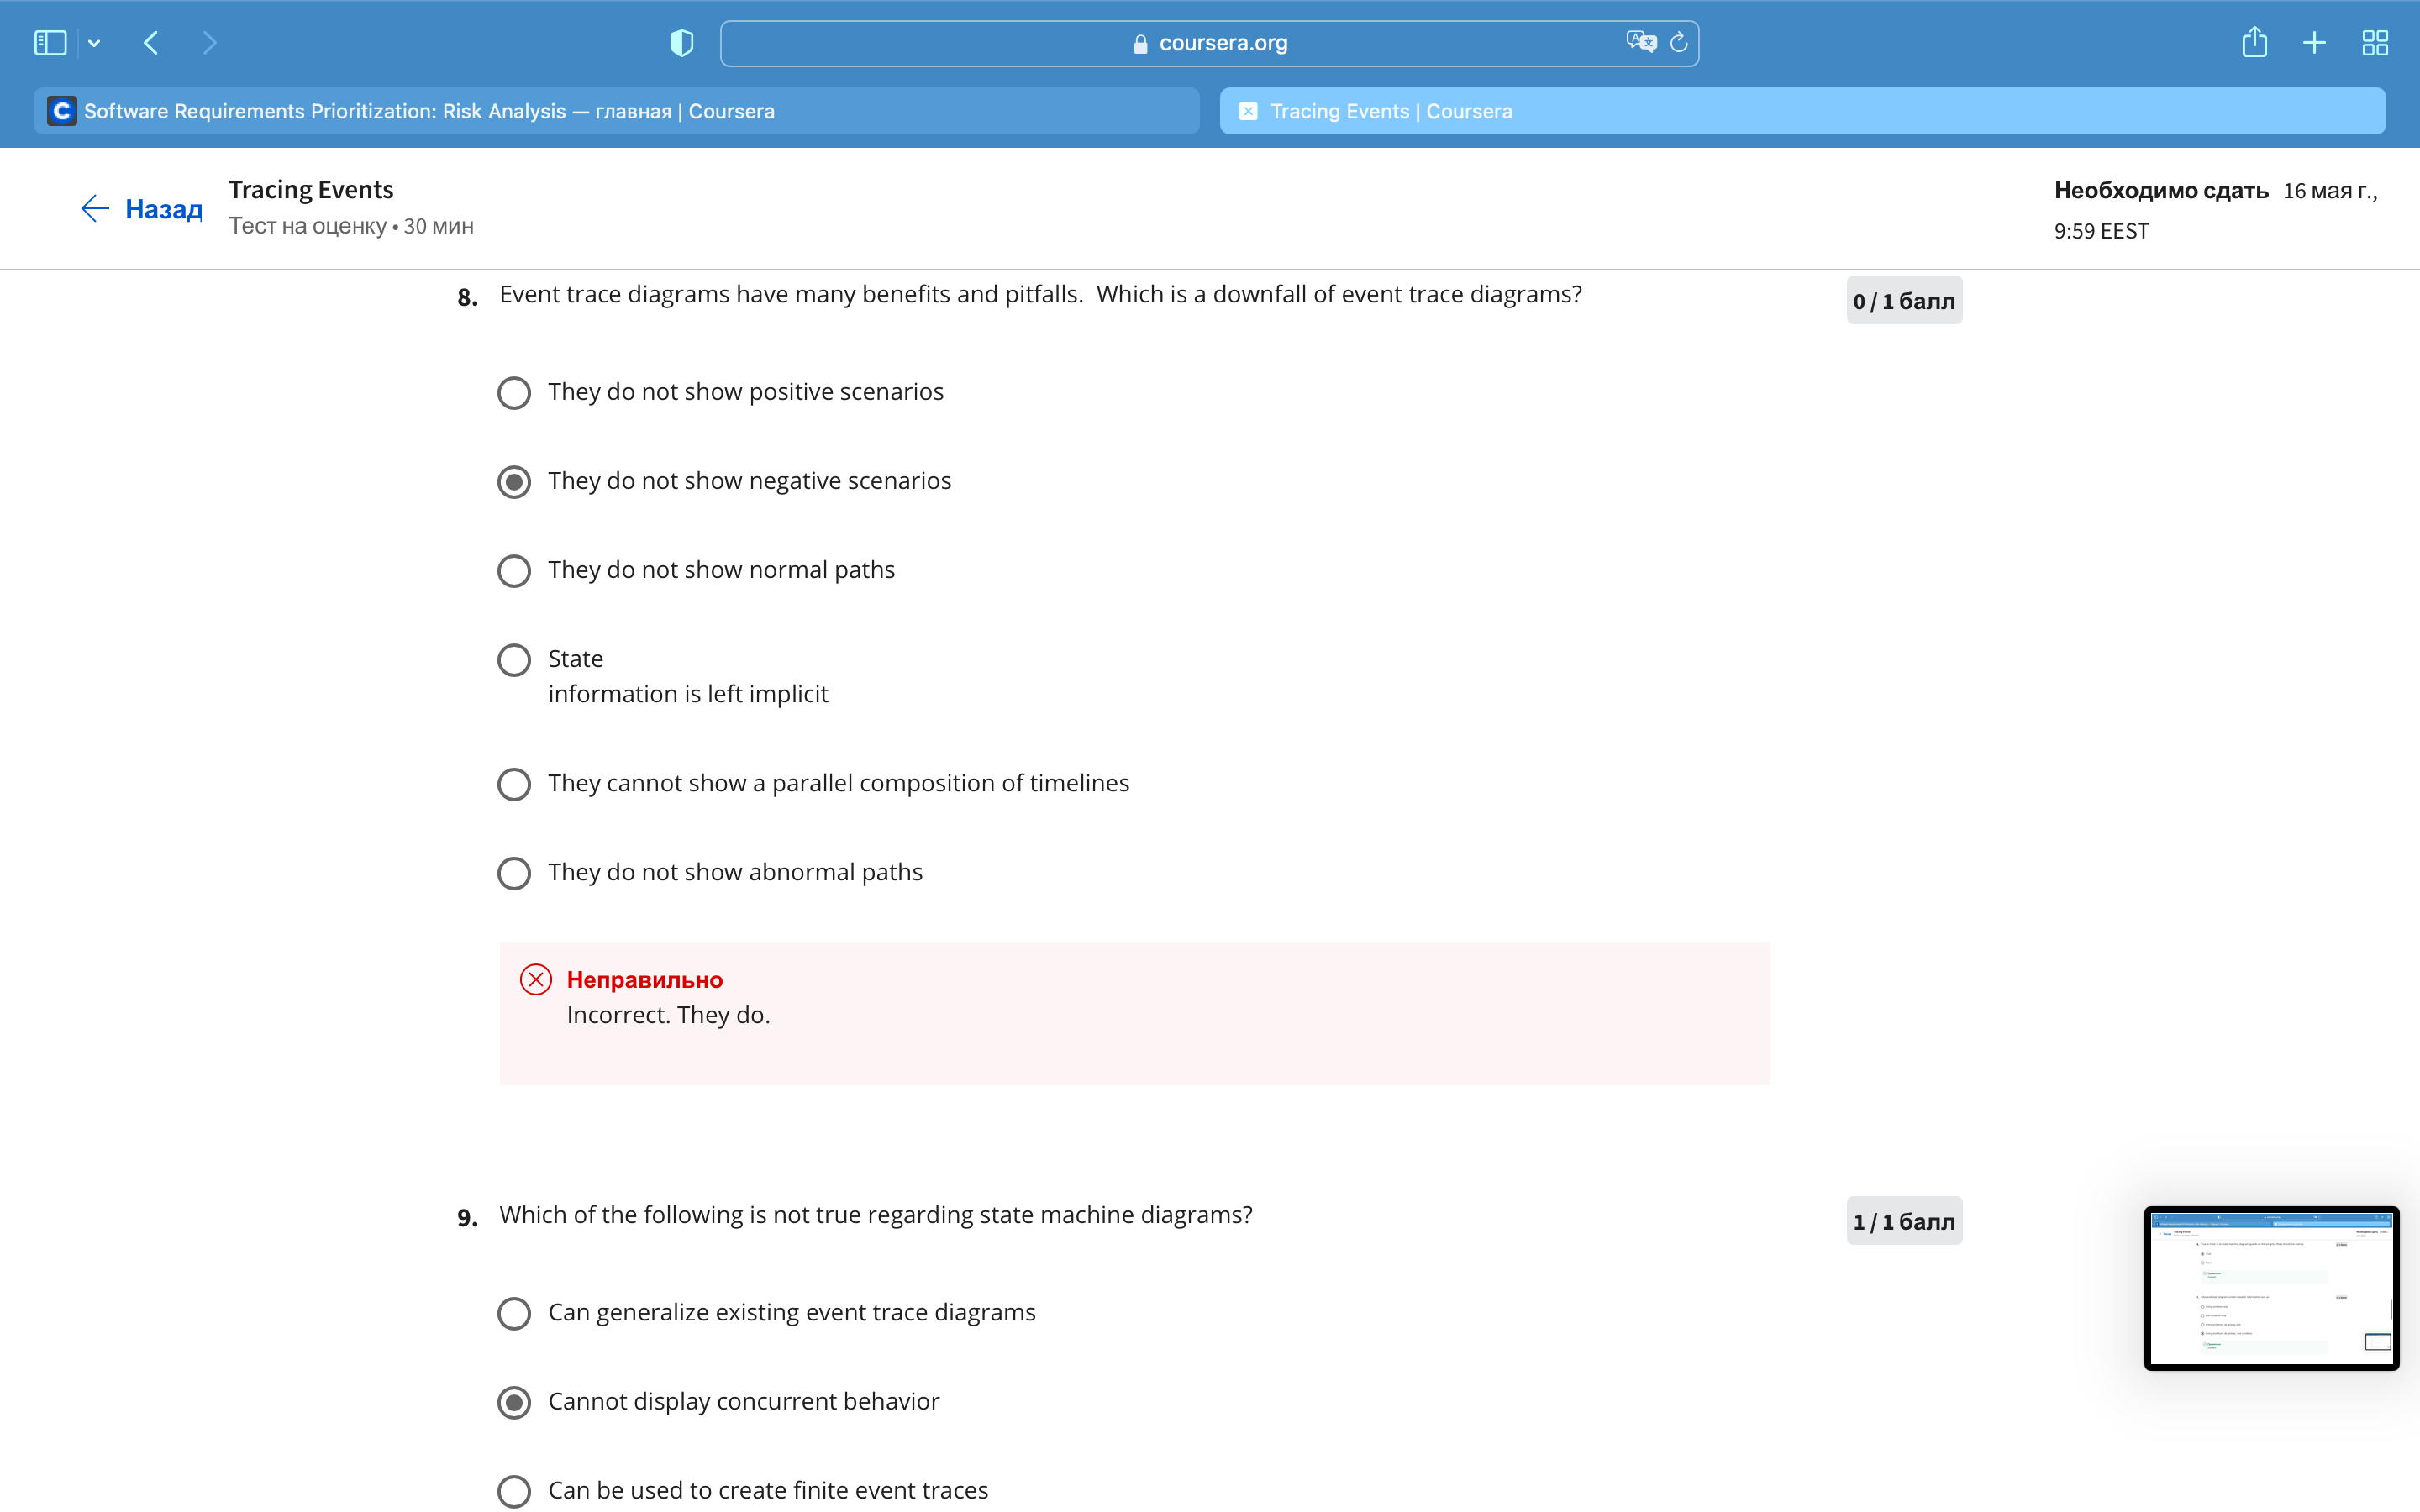 coursera.org
Software Requirements Prioritization: Risk Analysis — главная | Coursera
Tracing Events | Coursera
Назад
Tracing Events
Тест на оценку • 30 мин
Необходимо сдать 16 мая г.,
9:59 EEST
8. Event trace diagrams have many benefits and pitfalls. Which is a downfall of event trace diagrams?
0 / 1 балл
They do not show positive scenarios
They do not show negative scenarios
They do not show normal paths
State
information is left implicit
They cannot show a parallel composition of timelines
They do not show abnormal paths
Неправильно
Incorrect. They do.
9. Which of the following is not true regarding state machine diagrams?
1 / 1 балл
Can generalize existing event trace diagrams
Cannot display concurrent behavior
Can be used to create finite event traces